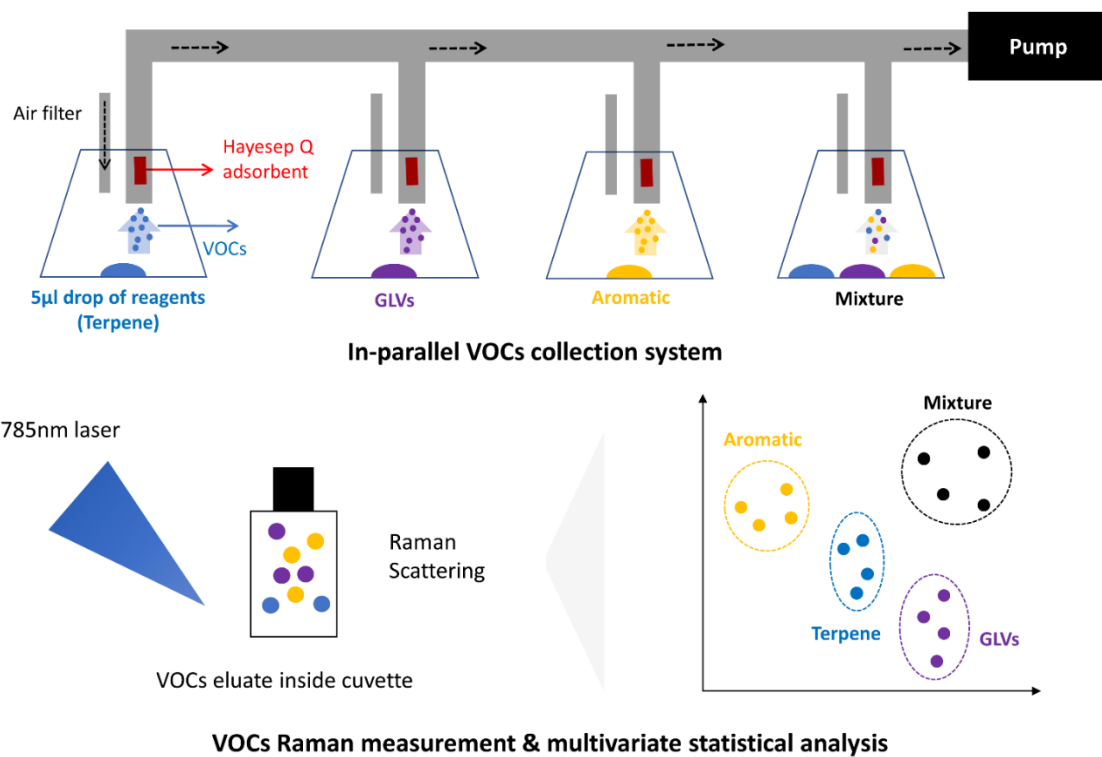 Pump
Air filter
Hayesep Q
adsorbent
VOCs
5µl drop of reagents
(Terpene)
GLVs
Aromatic
Mixture
In-parallel VOCs collection system
785nm laser
Raman
Scattering
VOCs eluate inside cuvette
Mixture
Aromatic
Terpene
GLVs
VOCs Raman measurement & multivariate statistical analysis